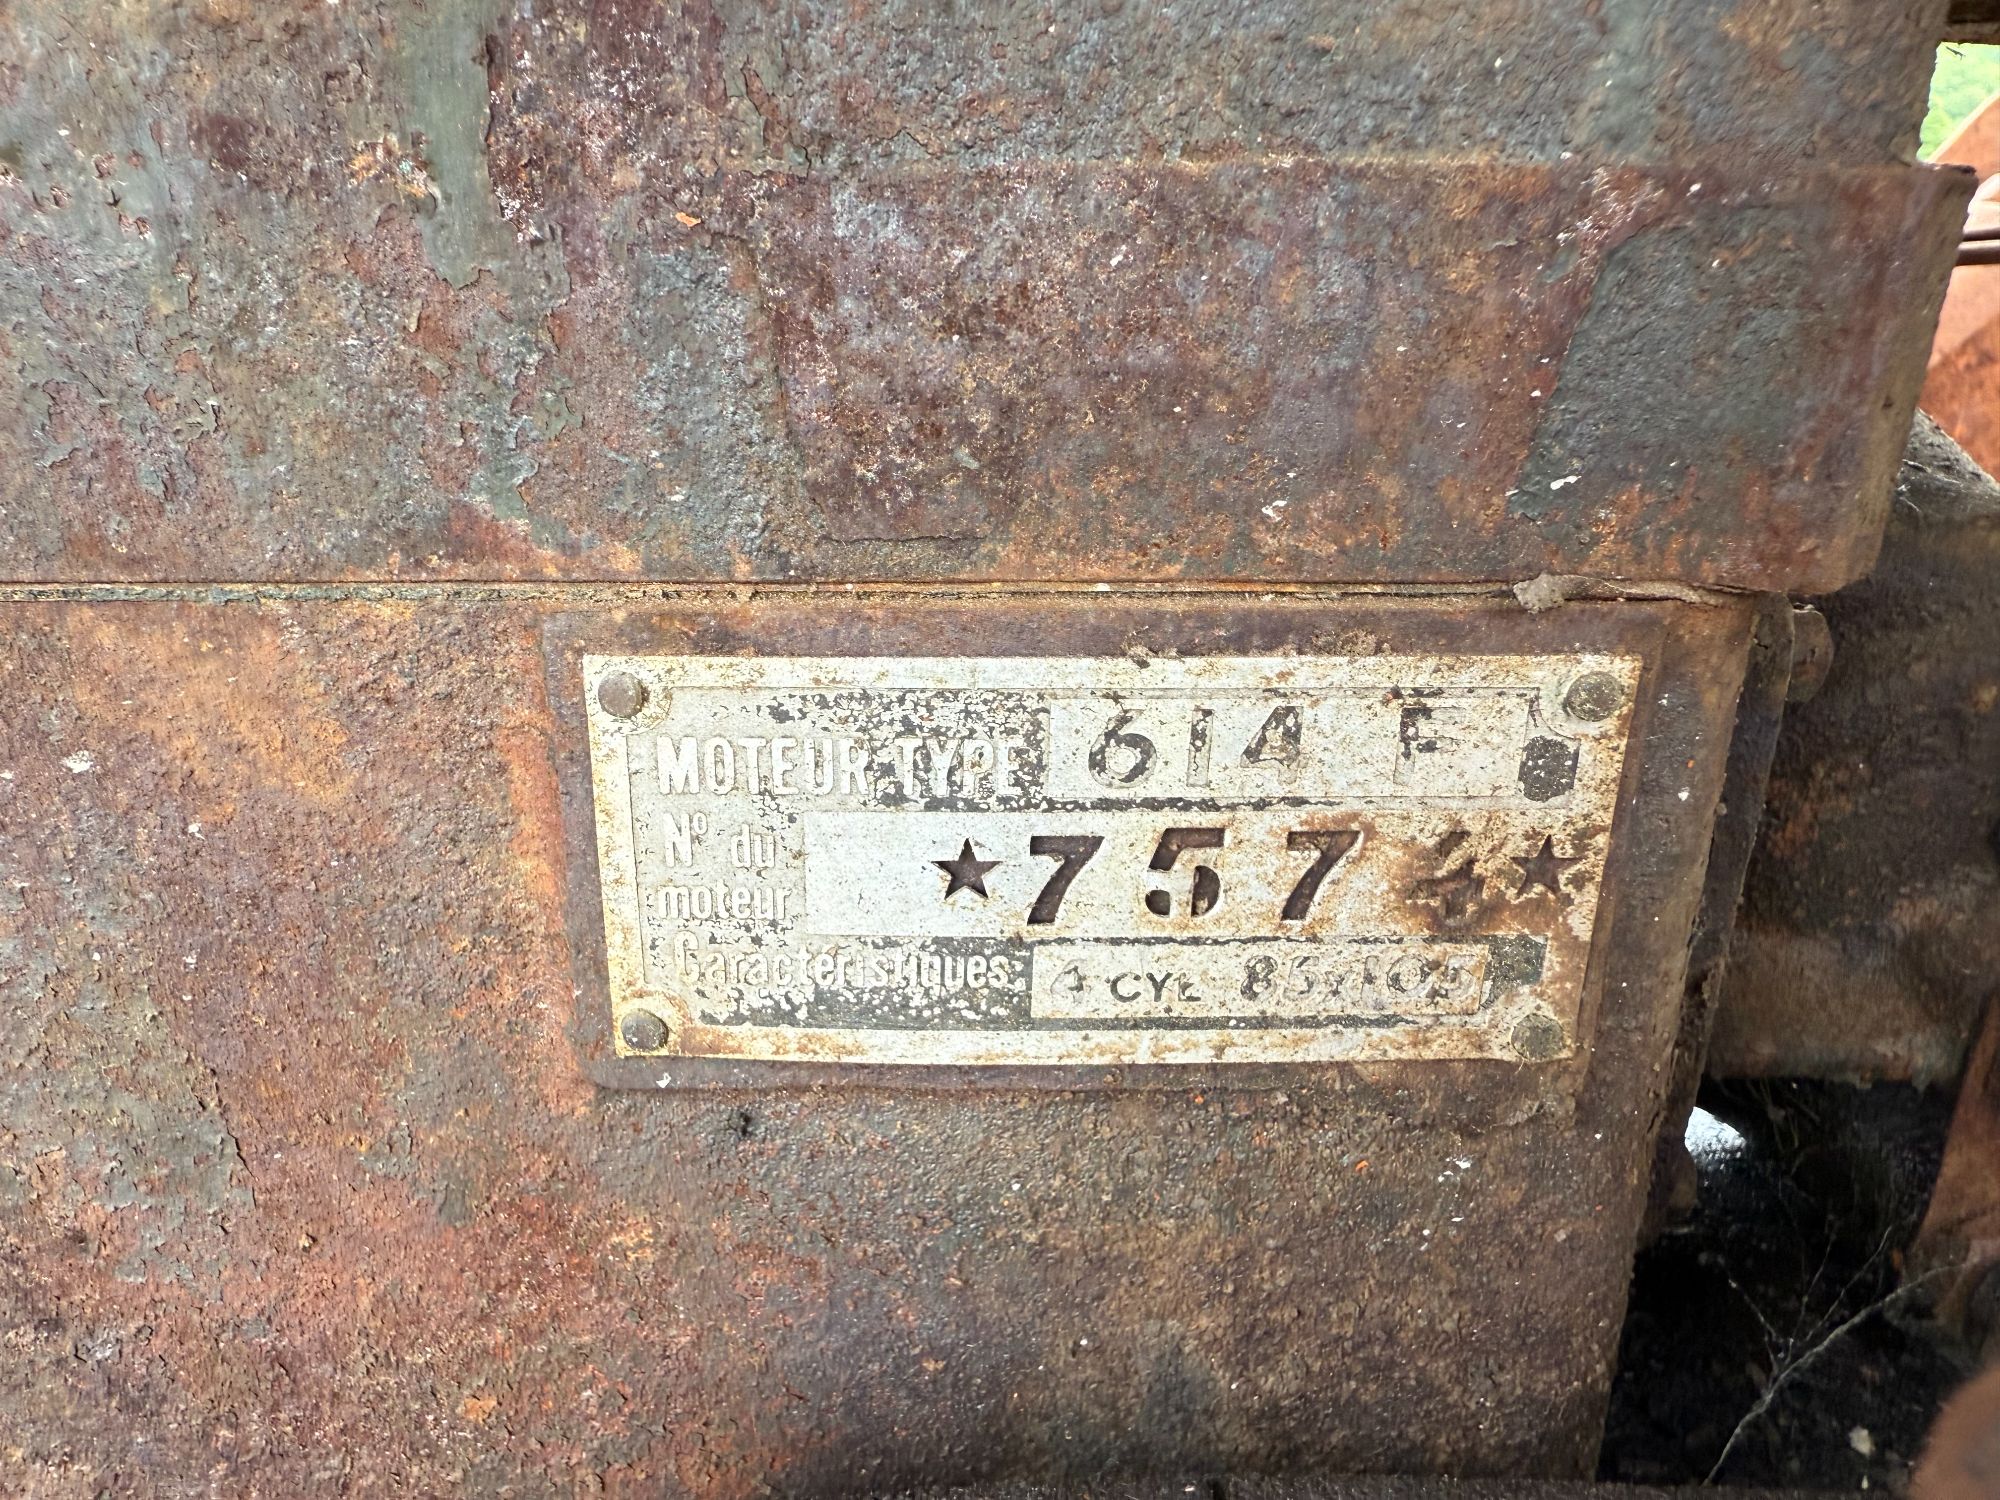 MOTEUR TYPE 614 F
N° du moteur ★7574★
Caractéristiques 4 CYL 85x105